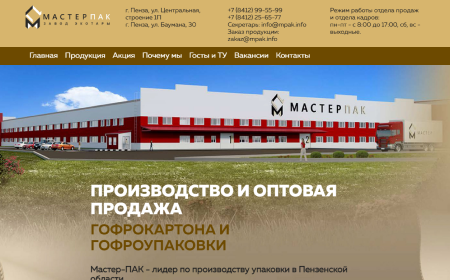 МАСТЕРПАК
ЗАВОД ЭКОТАРЫ
г. Пенза, ул. Центральная,
строение 1/1
г. Пенза, ул. Баумана, 30
+7 (8412) 99-55-99
+7 (8412) 25-65-77
Секретарь: info@mpak.info
Заказ продукции:
zakaz@mpak.info
Режим работы отдела продаж
и отдела кадров:
пн-пт - с 8.00 до 17.00, сб, вс -
выходные.
Главная Продукция Акция Почему мы Госты и ТУ Вакансии Контакты
МАСТЕРПАК
ПРОИЗВОДСТВО И ОПТОВАЯ
ПРОДАЖА
ГОФРОКАРТОНА И
ГОФРОУПАКОВКИ
Мастер-ПАК - лидер по производству упаковки в Пензенской
области